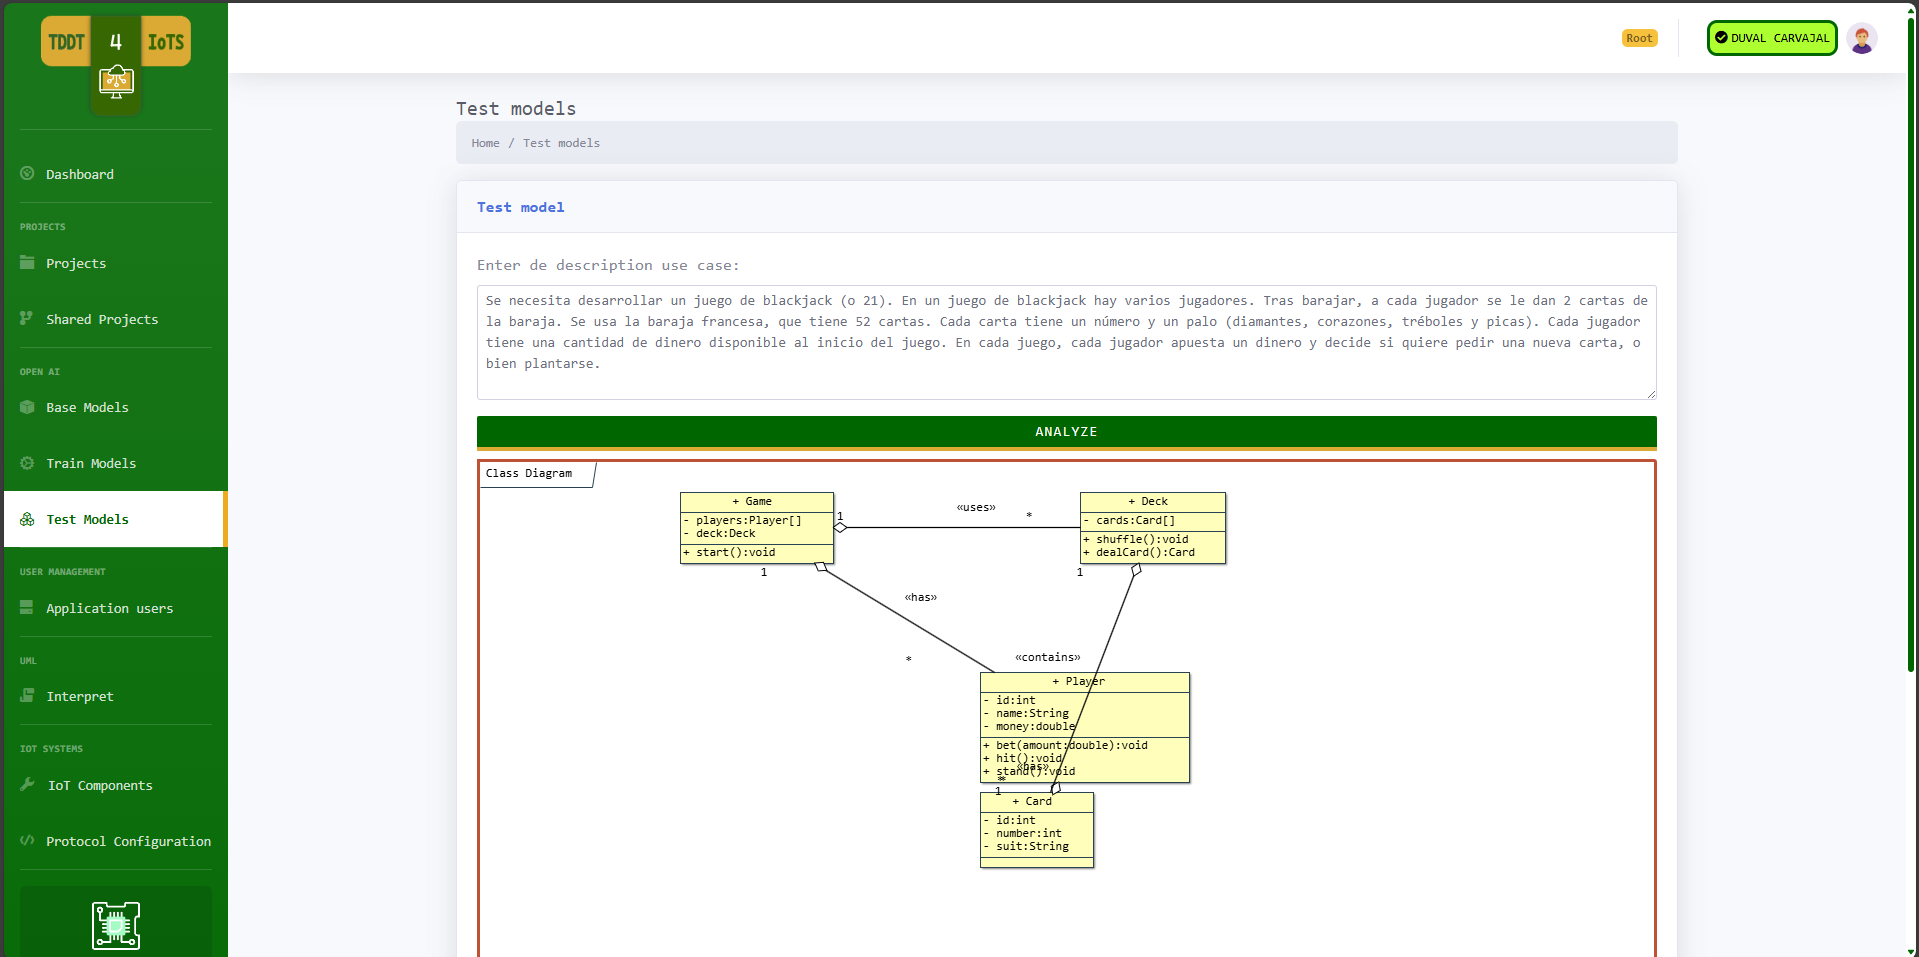 TDDT 4 IoTS
Root
DUVAL CARVAJAL
Dashboard
PROJECTS
Projects
Shared Projects
OPEN AI
Base Models
Train Models
Test Models
USER MANAGEMENT
Application users
UML
Interpret
IOT SYSTEMS
IoT Components
Protocol Configuration
Test models
Home / Test models
Test model
Enter de description use case:
Se necesita desarrollar un juego de blackjack (o 21). En un juego de blackjack hay varios jugadores. Tras barajar, a cada jugador se le dan 2 cartas de
la baraja. Se usa la baraja francesa, que tiene 52 cartas. Cada carta tiene un número y un palo (diamantes, corazones, tréboles y picas). Cada jugador
tiene una cantidad de dinero disponible al inicio del juego. En cada juego, cada jugador apuesta un dinero y decide si quiere pedir una nueva carta, o
bien plantarse.
ANALYZE
Class Diagram
+ Game
- players:Player[]
- deck:Deck
+ start():void
1
«uses»
*
+ Deck
- cards:Card[]
+ shuffle():void
+ dealCard():Card
1
1
«has»
*
«contains»
+ Player
- id:int
- name:String
- money:double
+ bet(amount:double):void
+ hit():void
+ stand():void
«has»
**
1
+ Card
- id:int
- number:int
- suit:String